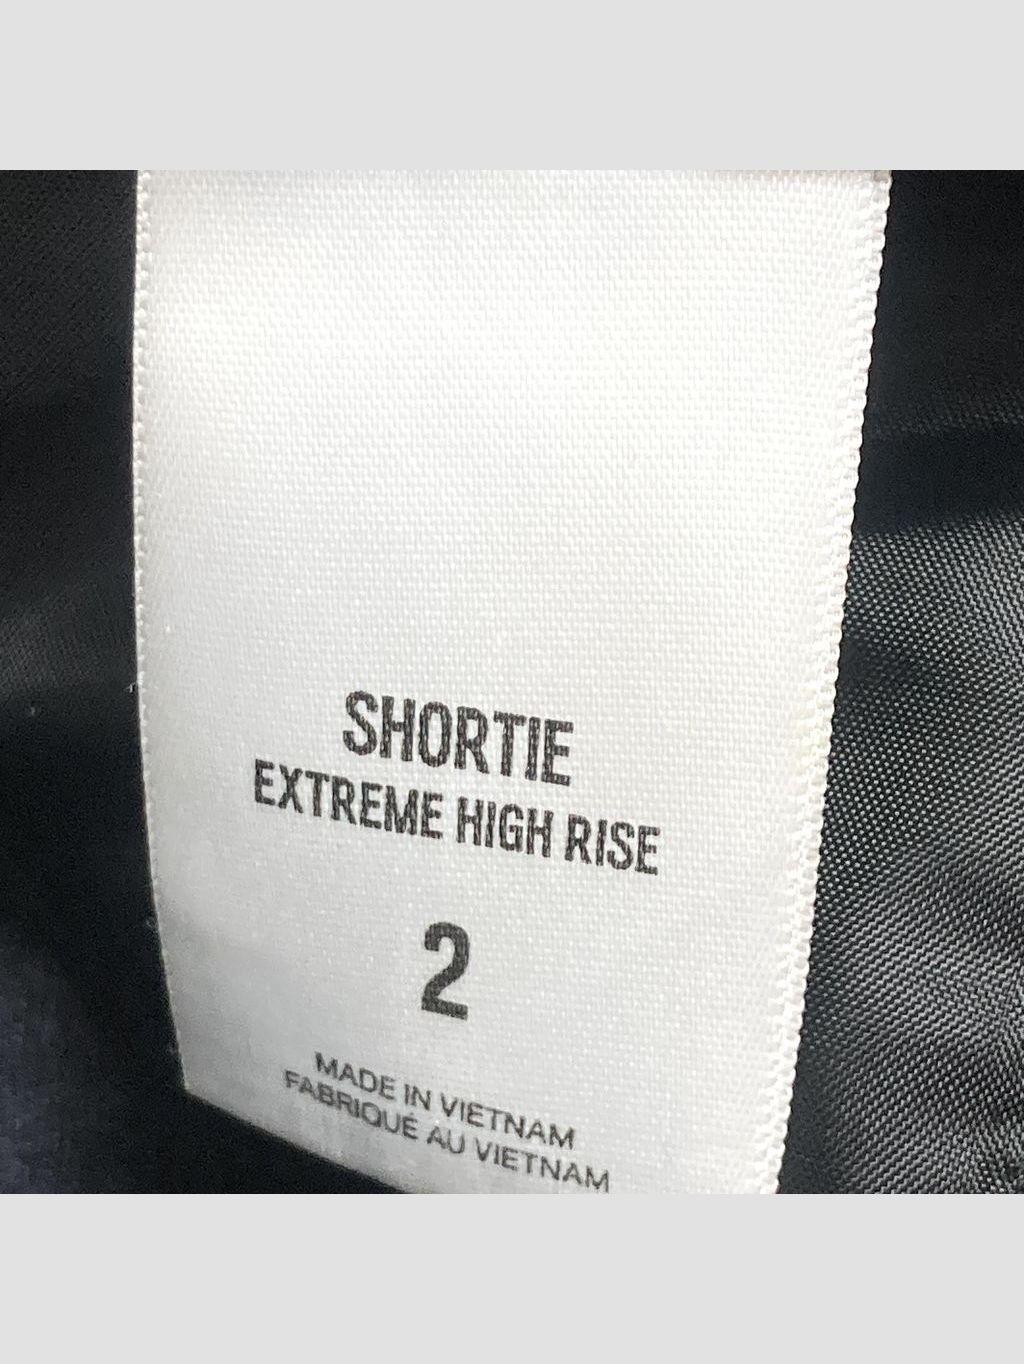 SHORTIE
EXTREME HIGH RISE
2
MADE IN VIETNAM
FABRIQUÉ AU VIETNAM